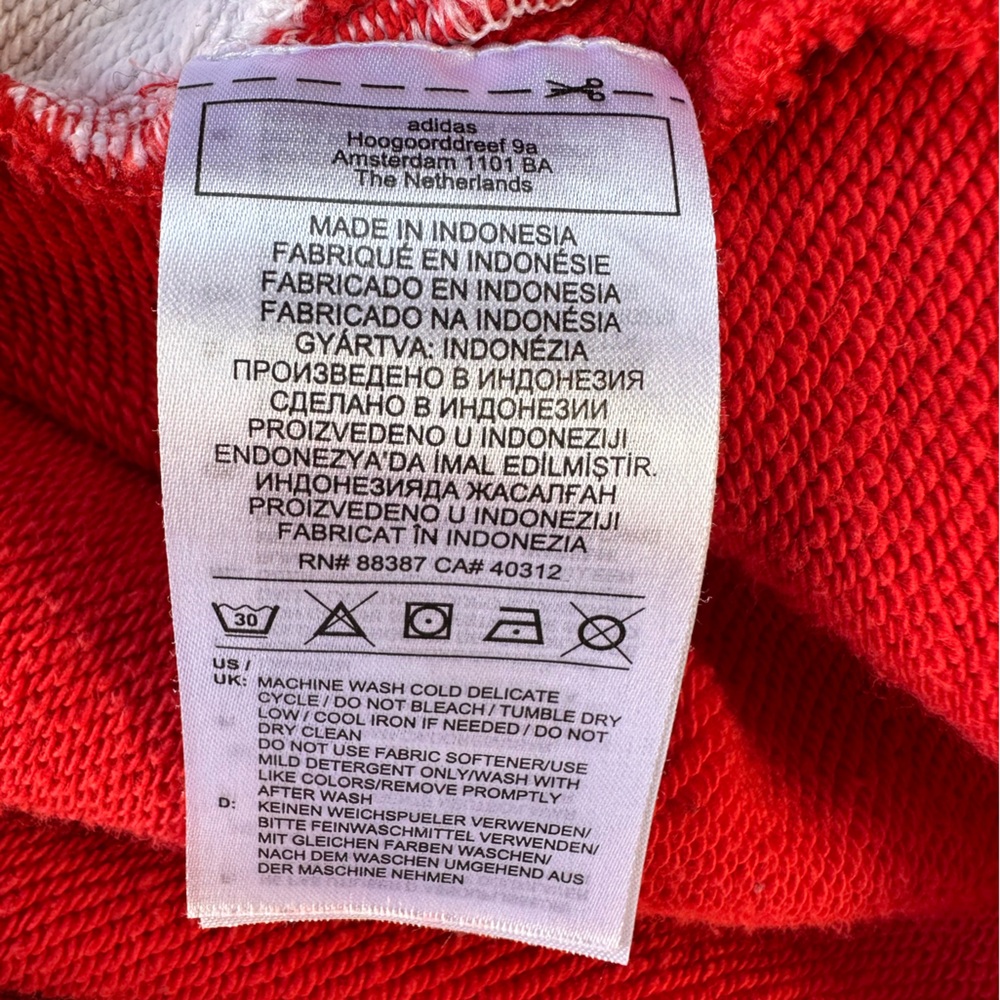 adidas
Hoogoorddreef 9a
Amsterdam 1101 BA
The Netherlands
MADE IN INDONESIA
FABRIQUÉ EN INDONÉSIE
FABRICADO EN INDONESIA
FABRICADO NA INDONÉSIA
GYÁRTVA: INDONÉZIA
ПРОИЗВЕДЕНО В ИНДОНЕЗИЯ
СДЕЛАНО В ИНДОНЕЗИИ
PROIZVEDENO U INDONEZIJI
ENDONEZYA'DA İMAL EDİLMİŞTİR.
ИНДОНЕЗИЯДА ЖАСАЛҒАН
PROIZVEDENO U INDONEZIJI
FABRICAT ÎN INDONEZIA
RN# 88387 CA# 40312
30
US /
UK: MACHINE WASH COLD DELICATE
CYCLE / DO NOT BLEACH / TUMBLE DRY
LOW / COOL IRON IF NEEDED / DO NOT
DRY CLEAN
DO NOT USE FABRIC SOFTENER/USE
MILD DETERGENT ONLY/WASH WITH
LIKE COLORS/REMOVE PROMPTLY
AFTER WASH
D: KEINEN WEICHSPUELER VERWENDEN/
BITTE FEINWASCHMITTEL VERWENDEN/
MIT GLEICHEN FARBEN WASCHEN/
NACH DEM WASCHEN UMGEHEND AUS
DER MASCHINE NEHMEN